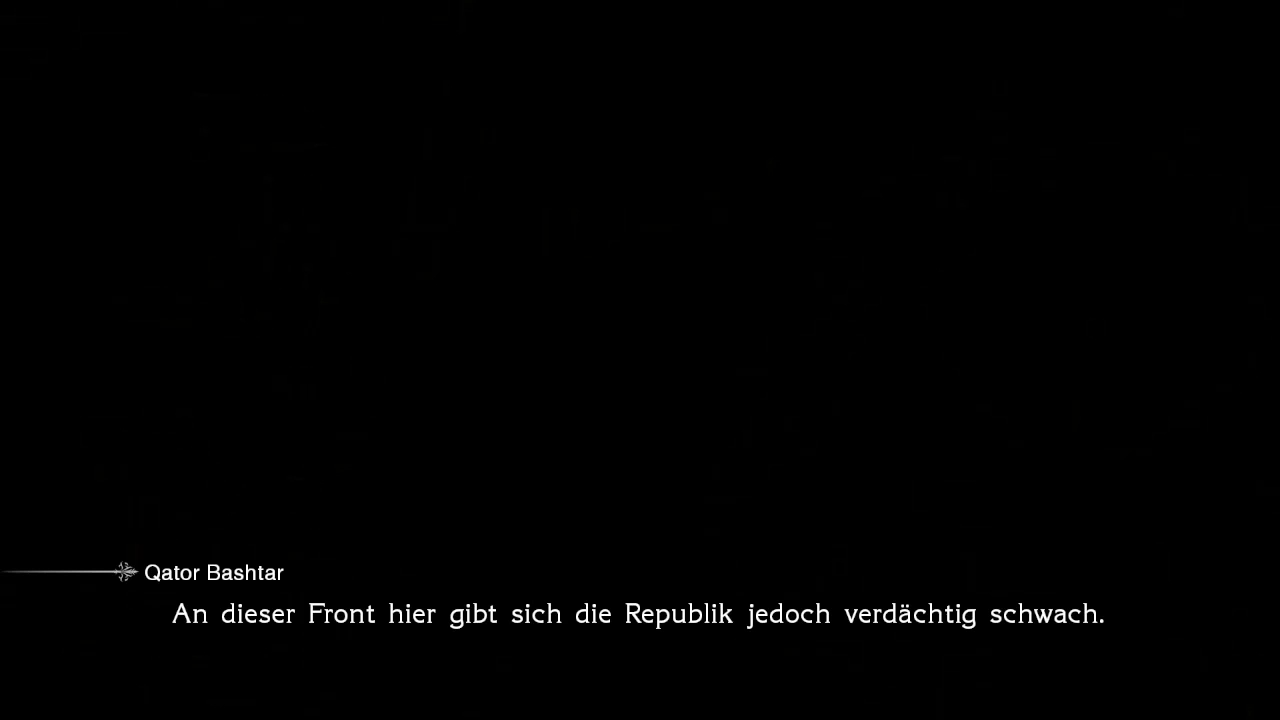 Qator Bashtar
An dieser Front hier gibt sich die Republik jedoch verdächtig schwach.